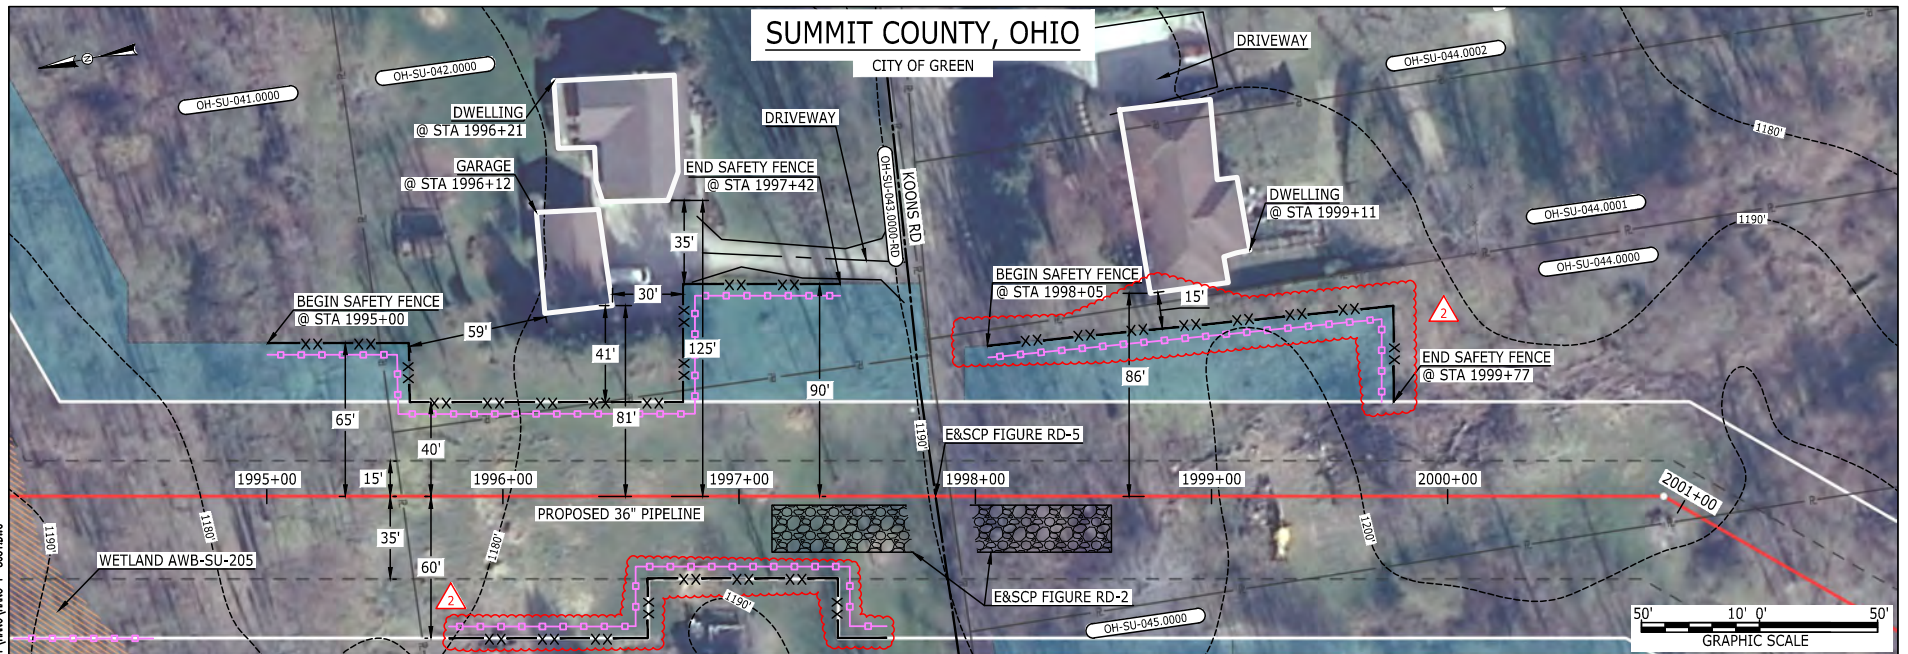 SUMMIT COUNTY, OHIO
CITY OF GREEN
N
OH-SU-041.0000
OH-SU-042.0000
DWELLING
@ STA 1996+21
GARAGE
@ STA 1996+12
DRIVEWAY
END SAFETY FENCE
@ STA 1997+42
OH-SU-043.0000-RD
KOONS RD
DRIVEWAY
OH-SU-044.0002
1180'
DWELLING
@ STA 1999+11
OH-SU-044.0001
1190'
OH-SU-044.0000
BEGIN SAFETY FENCE
@ STA 1995+00
59'
30'
35'
41'
125'
81'
90'
65'
40'
15'
BEGIN SAFETY FENCE
@ STA 1998+05
15'
86'
2
END SAFETY FENCE
@ STA 1999+77
E&SCP FIGURE RD-5
1190'
1995+00
1996+00
1997+00
1998+00
1999+00
2000+00
2001+00
PROPOSED 36" PIPELINE
1190'
1180'
1180'
1200'
35'
60'
WETLAND AWB-SU-205
2
1190'
E&SCP FIGURE RD-2
OH-SU-045.0000
50' 10' 0' 50'
GRAPHIC SCALE